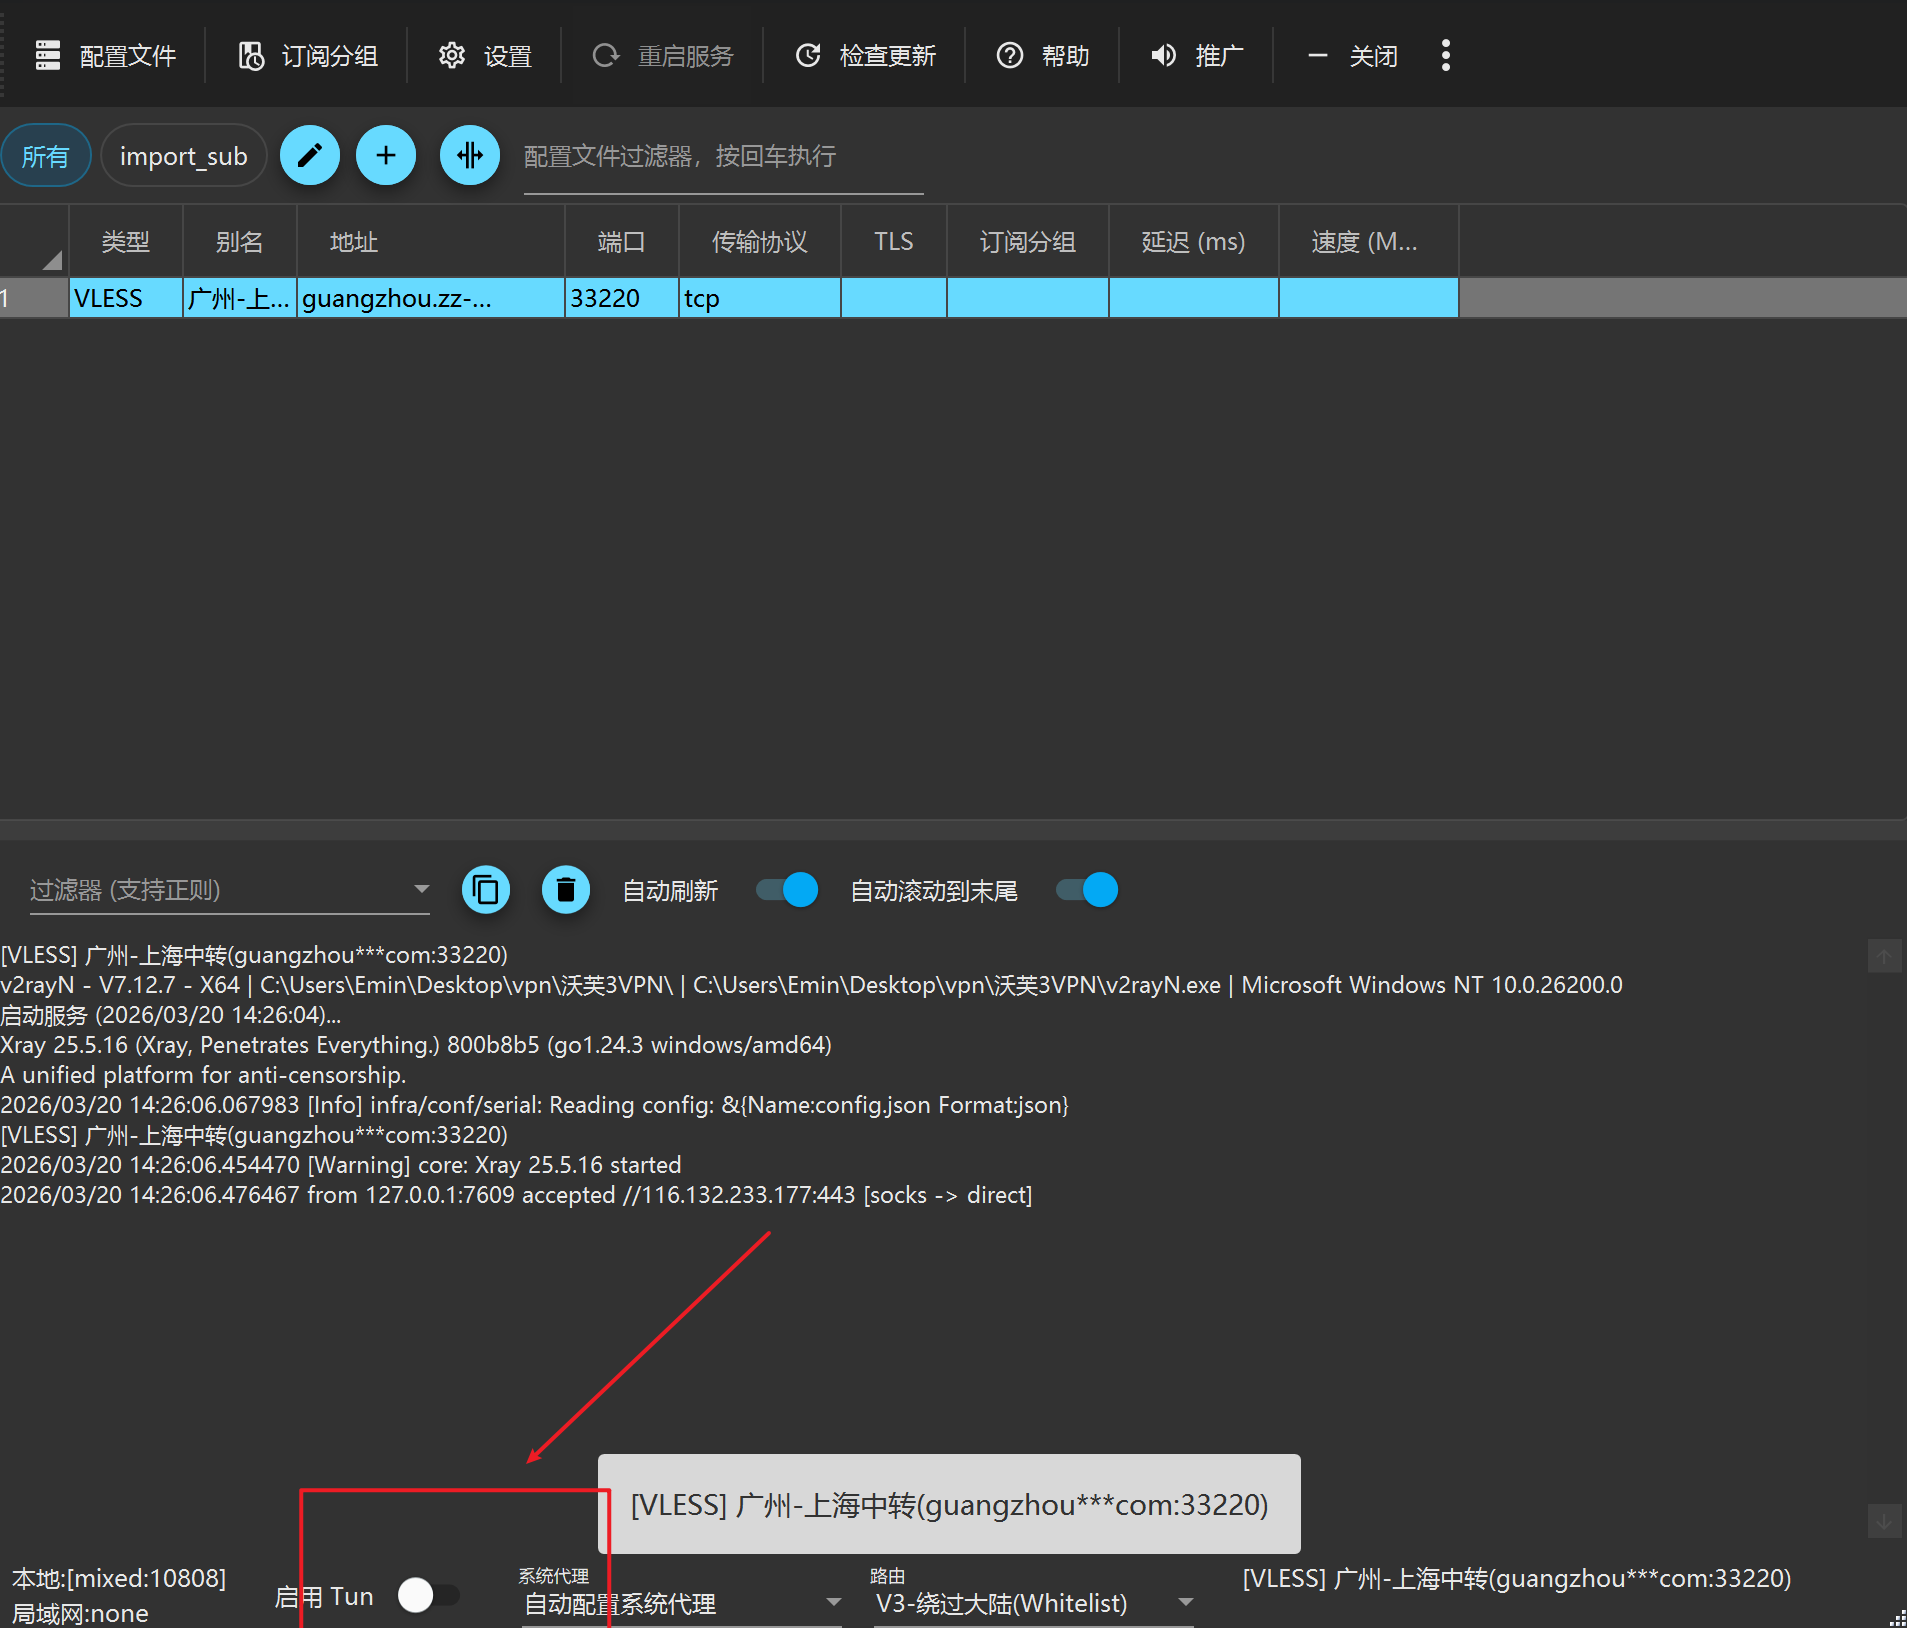 配置文件 订阅分组 设置 重启服务 检查更新 帮助 推广 关闭
所有 import_sub 配置文件过滤器，按回车执行
类型 别名 地址 端口 传输协议 TLS 订阅分组 延迟 (ms) 速度 (M...
1 VLESS 广州-上... guangzhou.zz-... 33220 tcp
过滤器 (支持正则) 自动刷新 自动滚动到末尾
[VLESS] 广州-上海中转(guangzhou***com:33220)
v2rayN - V7.12.7 - X64 | C:\Users\Emin\Desktop\vpn\沃芙3VPN\ | C:\Users\Emin\Desktop\vpn\沃芙3VPN\v2rayN.exe | Microsoft Windows NT 10.0.26200.0
启动服务 (2026/03/20 14:26:04)...
Xray 25.5.16 (Xray, Penetrates Everything.) 800b8b5 (go1.24.3 windows/amd64)
A unified platform for anti-censorship.
2026/03/20 14:26:06.067983 [Info] infra/conf/serial: Reading config: &{Name:config.json Format:json}
[VLESS] 广州-上海中转(guangzhou***com:33220)
2026/03/20 14:26:06.454470 [Warning] core: Xray 25.5.16 started
2026/03/20 14:26:06.476467 from 127.0.0.1:7609 accepted //116.132.233.177:443 [socks -> direct]
[VLESS] 广州-上海中转(guangzhou***com:33220)
本地:[mixed:10808]
局域网:none
启用 Tun
系统代理
自动配置系统代理
路由
V3-绕过大陆(Whitelist)
[VLESS] 广州-上海中转(guangzhou***com:33220)